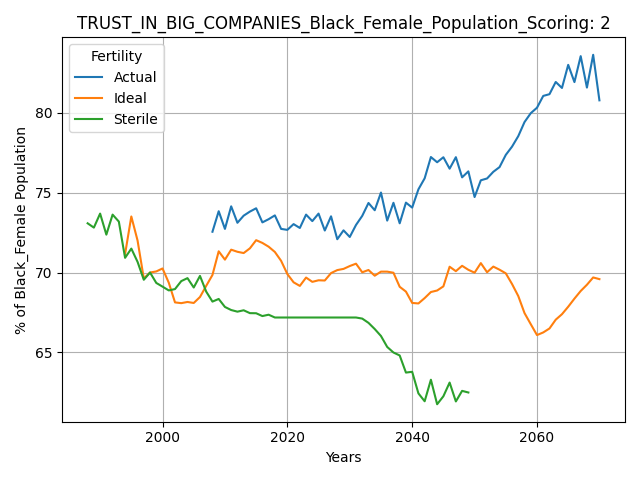 TRUST_IN_BIG_COMPANIES_Black_Female_Population_Scoring: 2
Fertility
Actual
Ideal
Sterile
% of Black_Female Population
80
75
70
65
2000
2020
2040
2060
Years